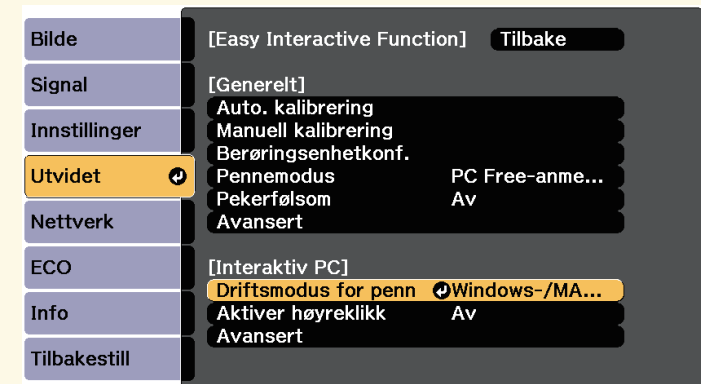 Bilde
Signal
Innstillinger
Utvidet
Nettverk
ECO
Info
Tilbakestill
[Easy Interactive Function] Tilbake
[Generelt]
Auto. kalibrering
Manuell kalibrering
Berøringsenhetkonf.
Pennemodus PC Free-anme...
Pekerfølsom Av
Avansert
[Interaktiv PC]
Driftsmodus for penn Windows-/MA...
Aktiver høyreklikk Av
Avansert